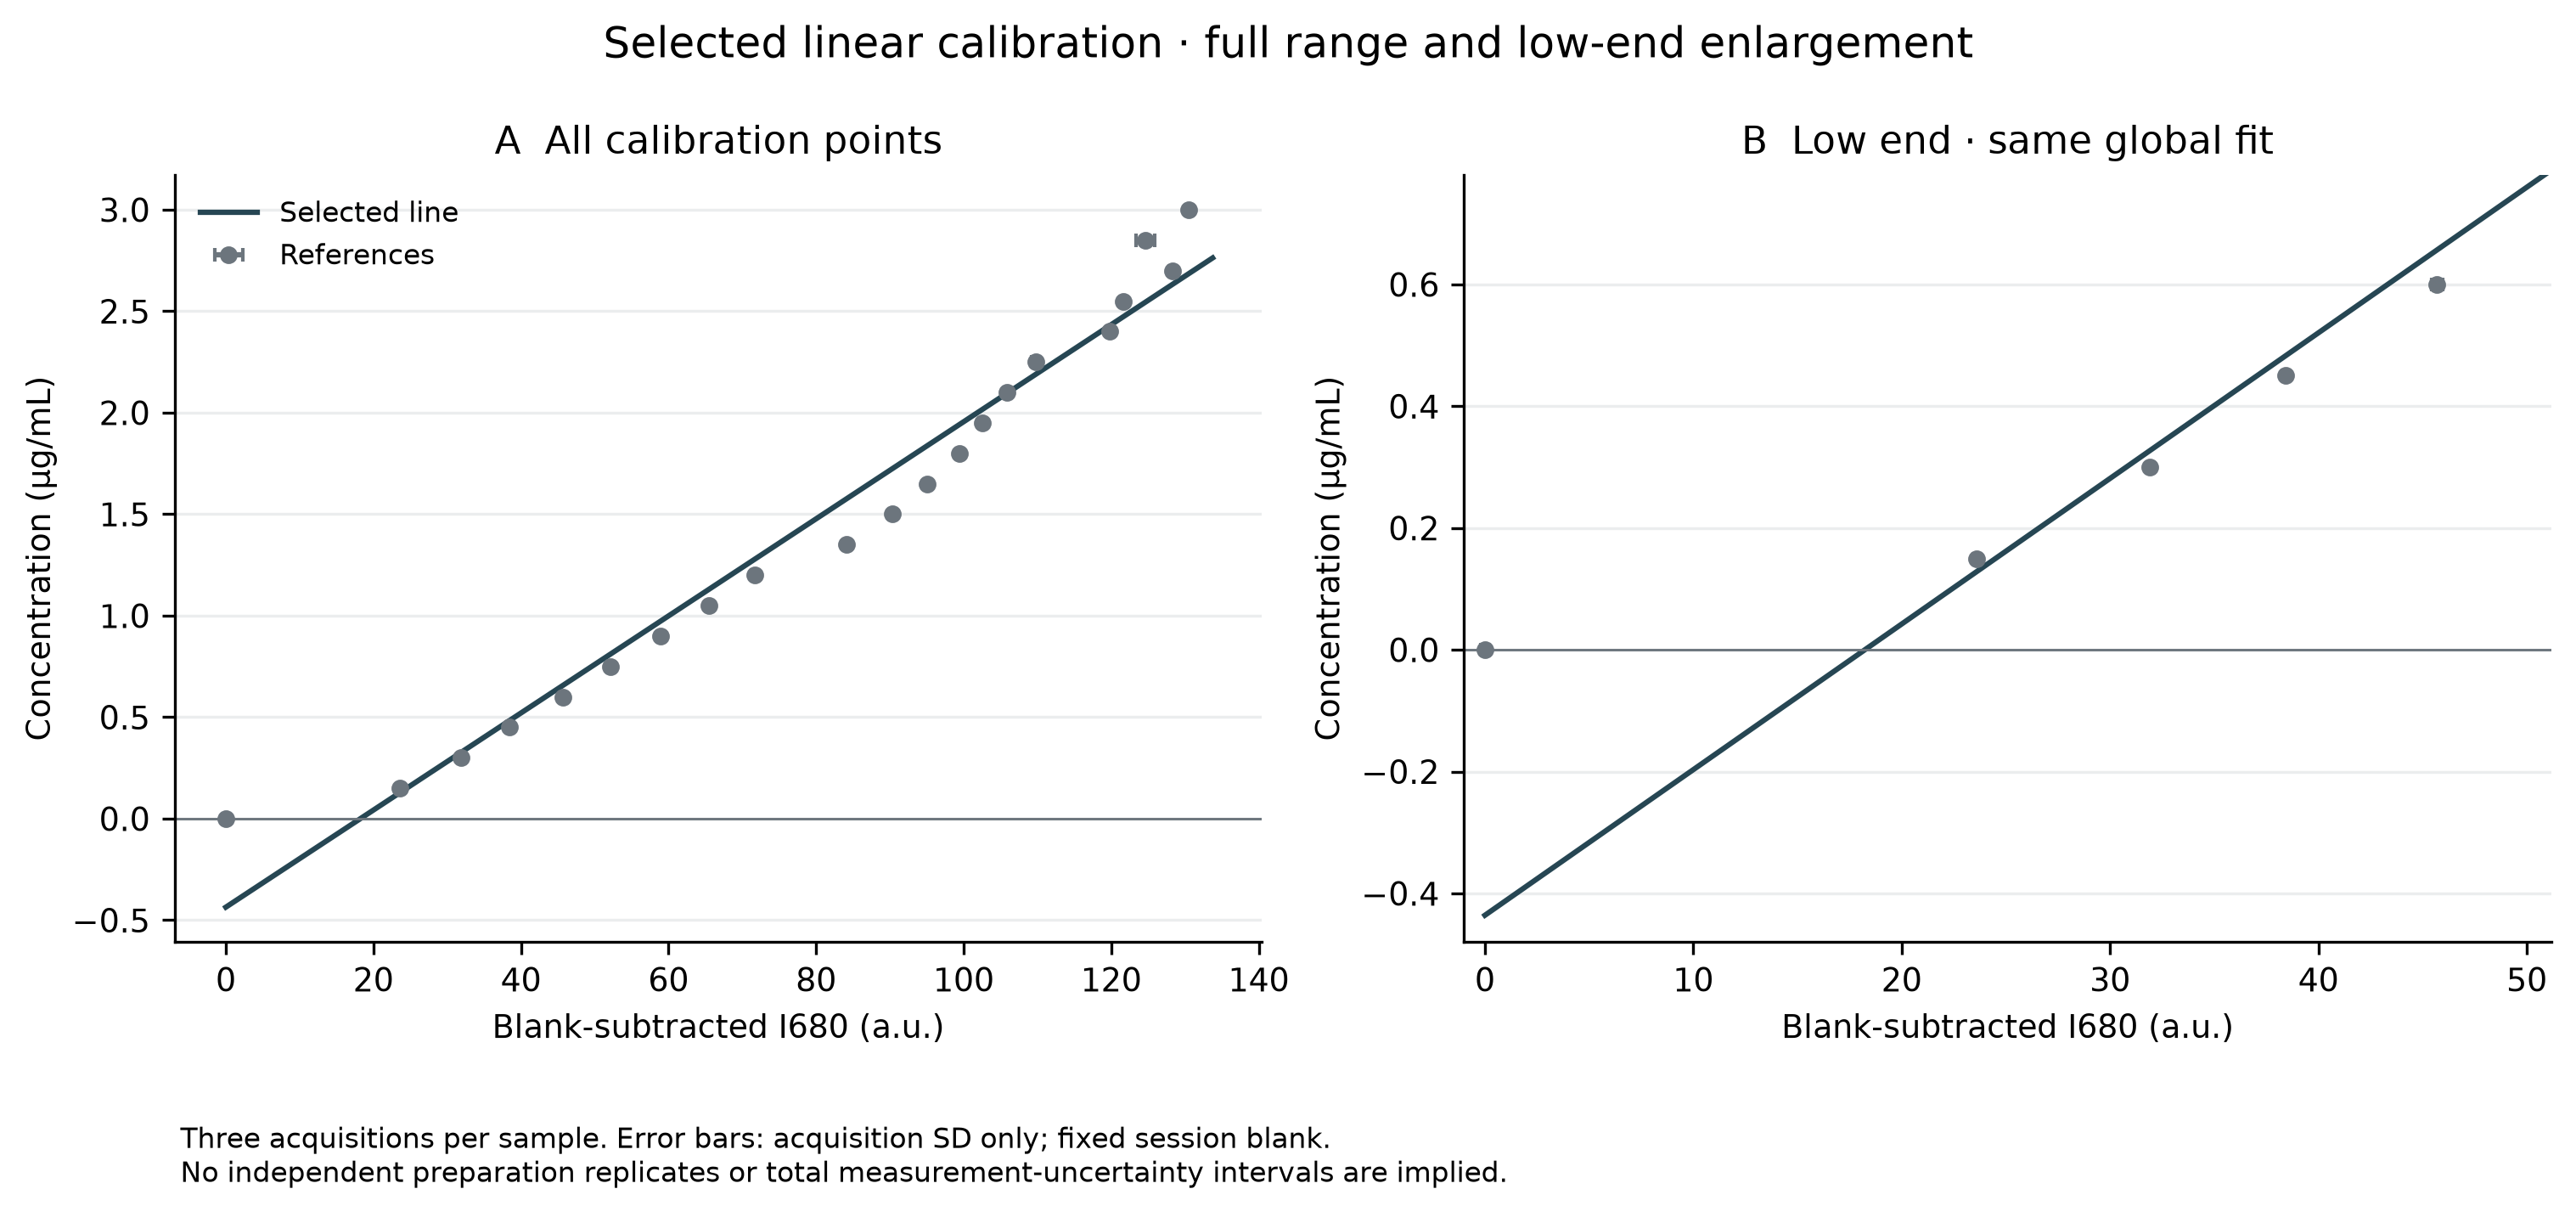 Selected linear calibration · full range and low-end enlargement
A  All calibration points
3.0
2.5
2.0
1.5
1.0
0.5
0.0
−0.5
Concentration (µg/mL)
Selected line
References
0 20 40 60 80 100 120 140
Blank-subtracted I680 (a.u.)
B  Low end · same global fit
0.6
0.4
0.2
0.0
−0.2
−0.4
Concentration (µg/mL)
0 10 20 30 40 50
Blank-subtracted I680 (a.u.)
Three acquisitions per sample. Error bars: acquisition SD only; fixed session blank.
No independent preparation replicates or total measurement-uncertainty intervals are implied.